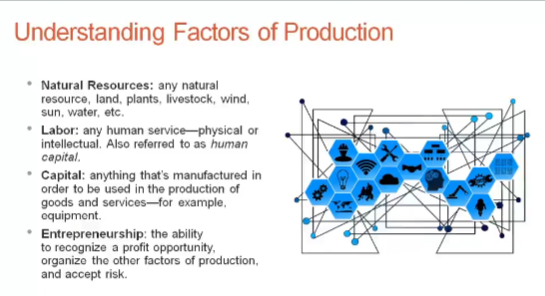 Understanding Factors of Production
• Natural Resources: any natural
resource, land, plants, livestock, wind,
sun, water, etc.
• Labor: any human service—physical or
intellectual. Also referred to as human
capital.
• Capital: anything that's manufactured in
order to be used in the production of
goods and services—for example,
equipment.
• Entrepreneurship: the ability
to recognize a profit opportunity,
organize the other factors of production,
and accept risk.